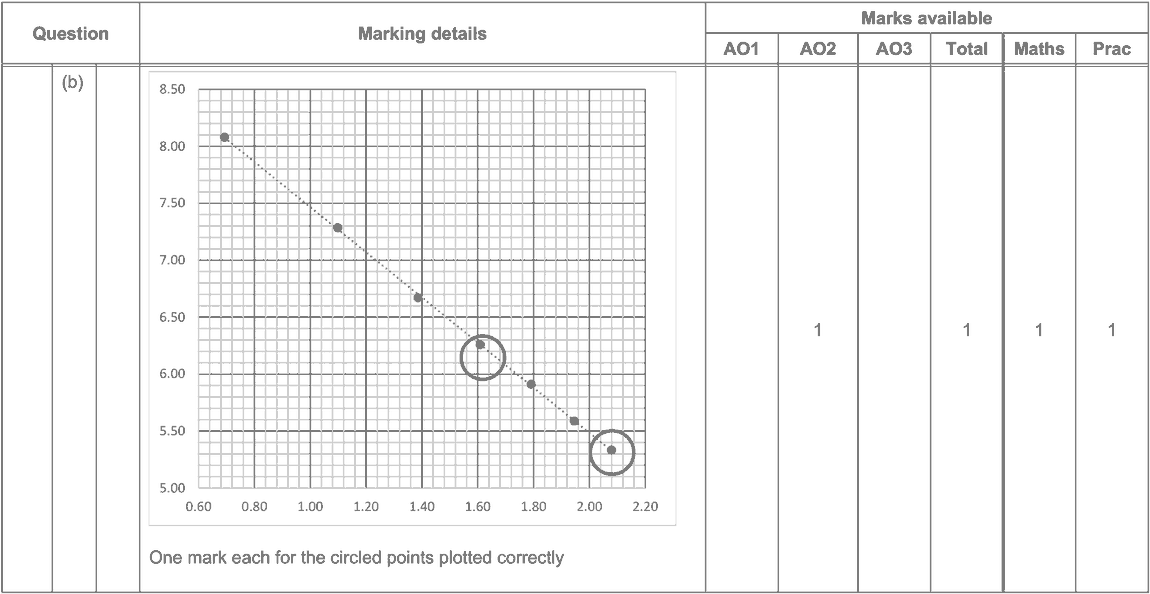 Question Marking details Marks available
AO1 AO2 AO3 Total Maths Prac
(b)
8.50
8.00
7.50
7.00
6.50
6.00
5.50
5.00
0.60 0.80 1.00 1.20 1.40 1.60 1.80 2.00 2.20
1 1 1 1
One mark each for the circled points plotted correctly